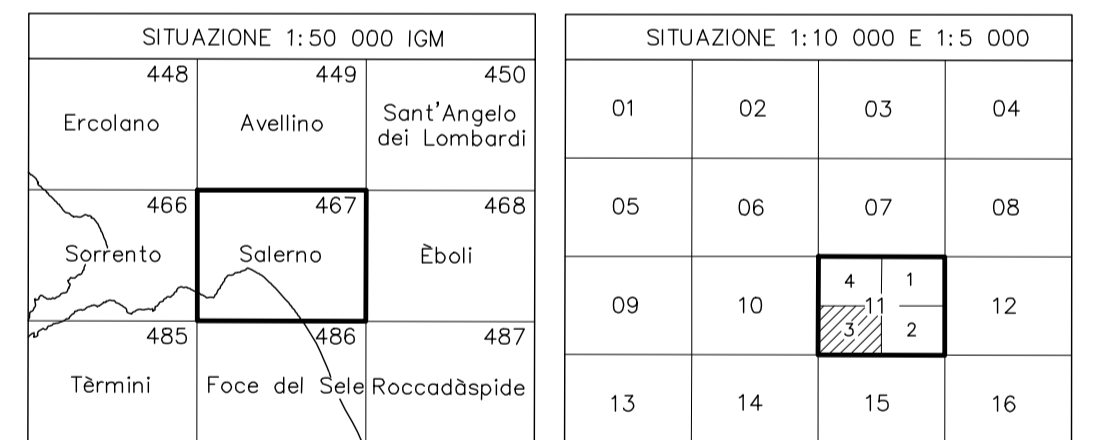 SITUAZIONE 1:50 000 IGM
448
449
450
Ercolano
Avellino
Sant'Angelo
dei Lombardi
466
467
468
Sorrento
Salerno
Èboli
485
486
487
Tèrmini
Foce del Sele
Roccadàspide
SITUAZIONE 1:10 000 E 1:5 000
01
02
03
04
05
06
07
08
09
10
4
1
11
3
2
12
13
14
15
16